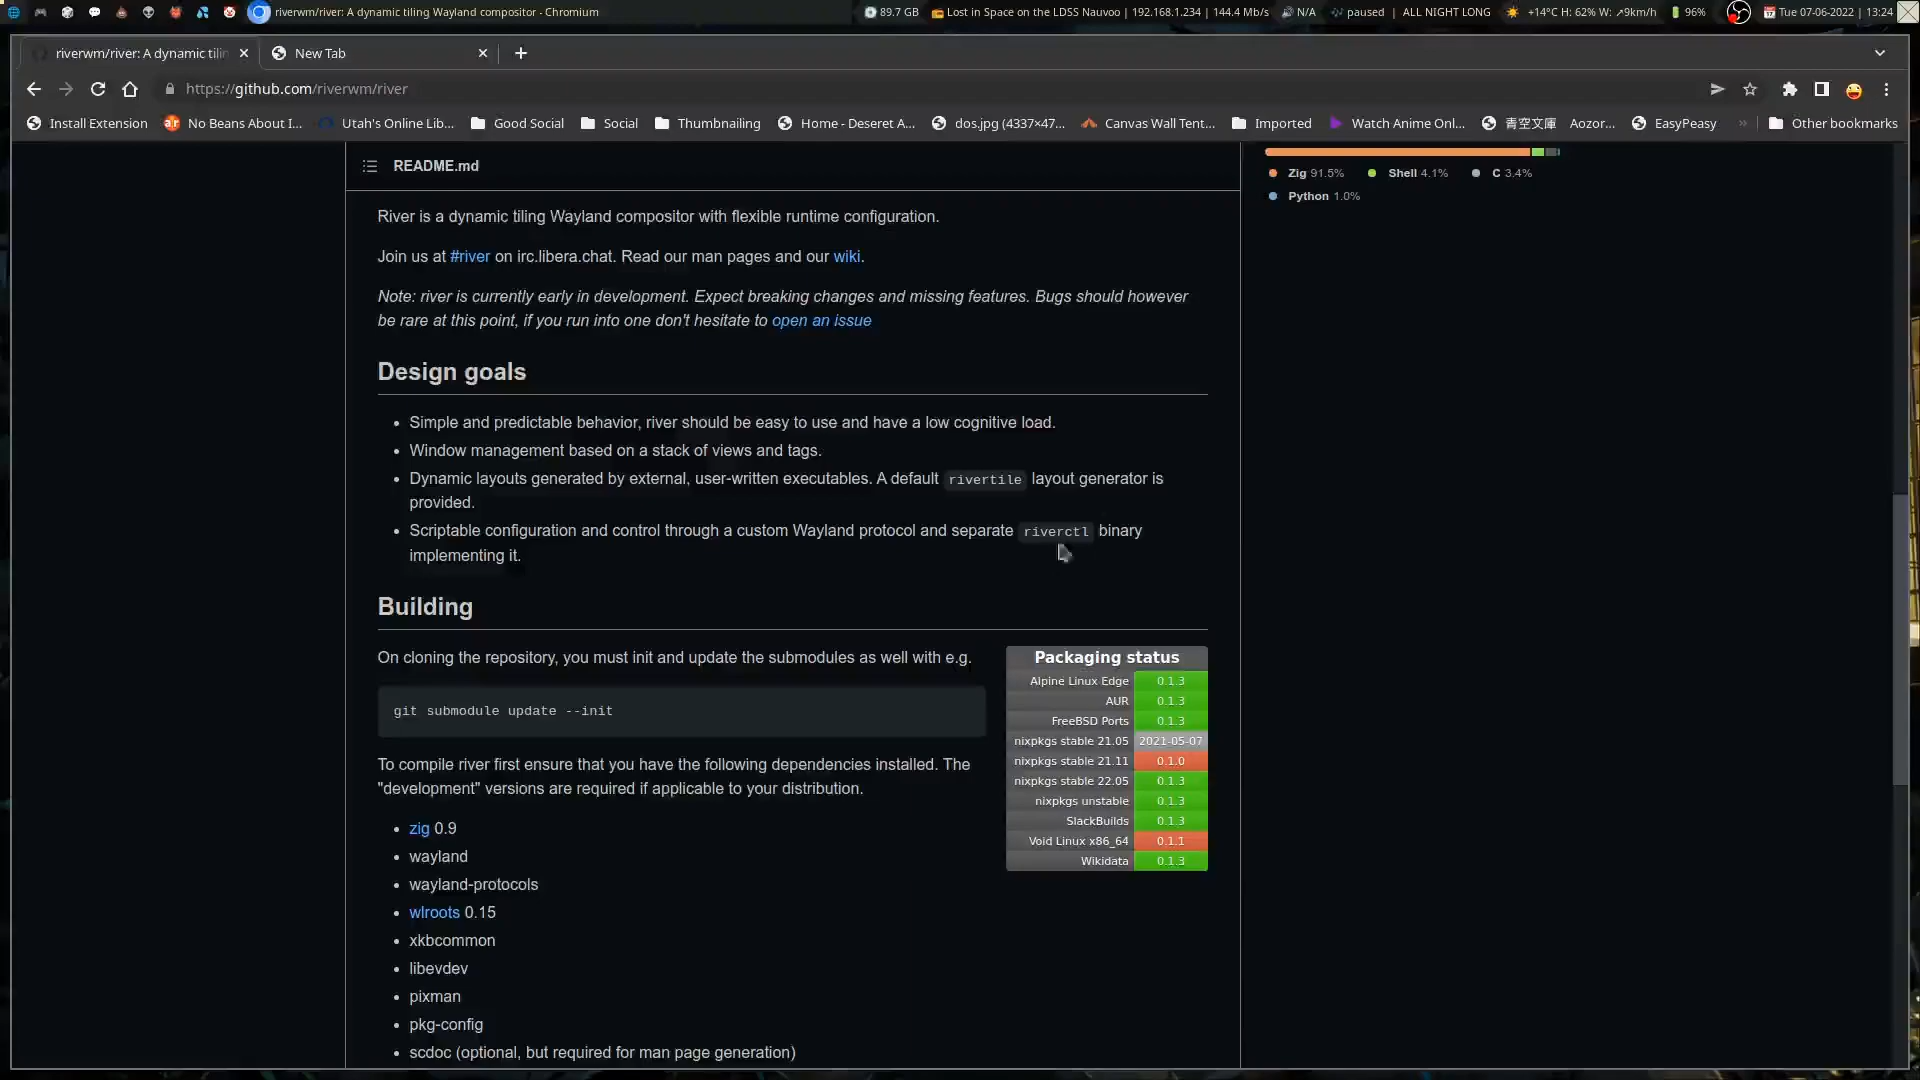 riverwm/river: A dynamic tiling Wayland compositor - Chromium
89.7 GB
Lost in Space on the LDSS Nauvoo | 192.168.1.234 | 144.4 Mb/s
N/A
paused | ALL NIGHT LONG
+14°C H: 62% W: ↗9km/h
96%
Tue 07-06-2022 | 13:24
riverwm/river: A dynamic tilin
New Tab
https://github.com/riverwm/river
Install Extension
No Beans About I...
Utah's Online Lib...
Good Social
Social
Thumbnailing
Home - Deseret A...
dos.jpg (4337×47...
Canvas Wall Tent...
Imported
Watch Anime Onl...
青空文庫 Aozor...
EasyPeasy
»
Other bookmarks
README.md
Zig 91.5%
Shell 4.1%
C 3.4%
Python 1.0%
River is a dynamic tiling Wayland compositor with flexible runtime configuration.
Join us at #river on irc.libera.chat. Read our man pages and our wiki.
Note: river is currently early in development. Expect breaking changes and missing features. Bugs should however
be rare at this point, if you run into one don't hesitate to open an issue
Design goals
• Simple and predictable behavior, river should be easy to use and have a low cognitive load.
• Window management based on a stack of views and tags.
• Dynamic layouts generated by external, user-written executables. A default rivertile layout generator is
provided.
• Scriptable configuration and control through a custom Wayland protocol and separate riverctl binary
implementing it.
Building
On cloning the repository, you must init and update the submodules as well with e.g.
git submodule update --init
To compile river first ensure that you have the following dependencies installed. The
"development" versions are required if applicable to your distribution.
• zig 0.9
• wayland
• wayland-protocols
• wlroots 0.15
• xkbcommon
• libevdev
• pixman
• pkg-config
• scdoc (optional, but required for man page generation)
Packaging status
Alpine Linux Edge 0.1.3
AUR 0.1.3
FreeBSD Ports 0.1.3
nixpkgs stable 21.05 2021-05-07
nixpkgs stable 21.11 0.1.0
nixpkgs stable 22.05 0.1.3
nixpkgs unstable 0.1.3
SlackBuilds 0.1.3
Void Linux x86_64 0.1.1
Wikidata 0.1.3